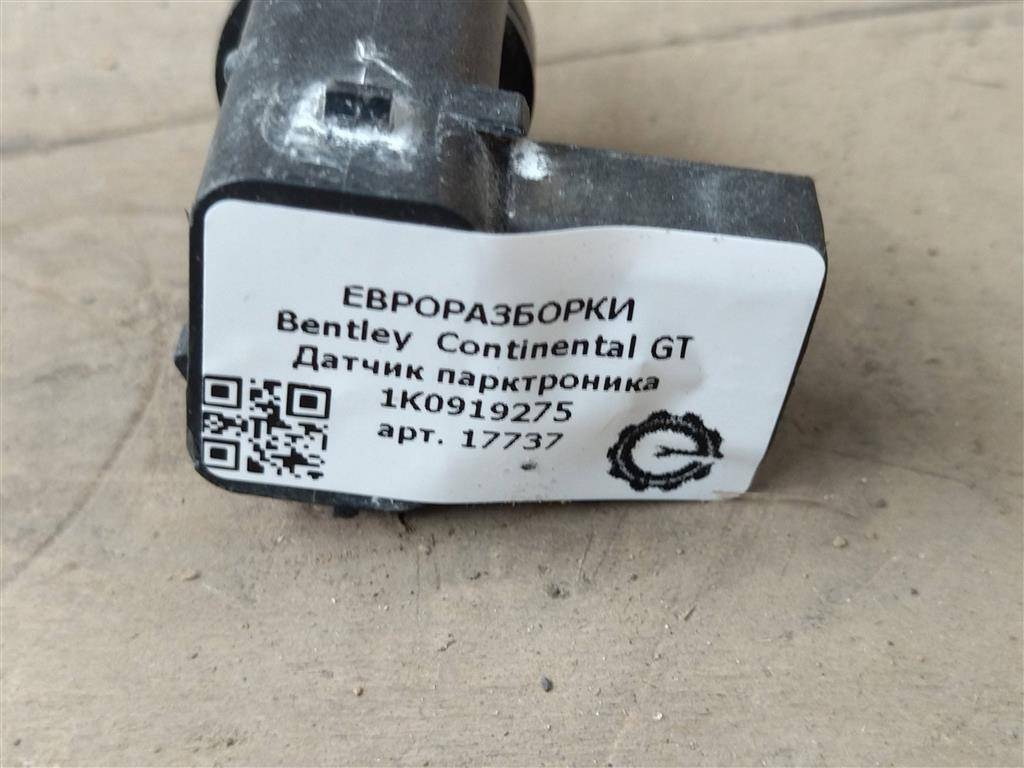 ЕВРОРАЗБОРКИ
Bentley Continental GT
Датчик парктроника
1K0919275
арт. 17737